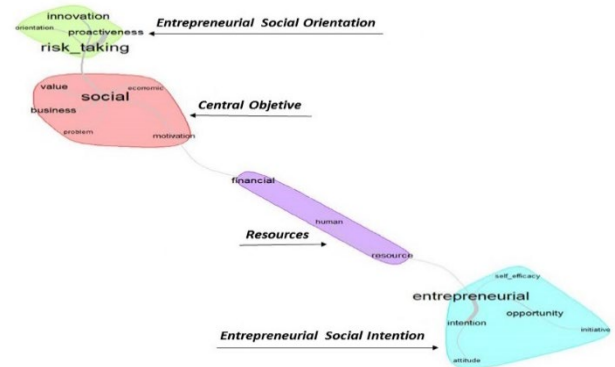 innovation
orientation
proactiveness
risk_taking
Entrepreneurial Social Orientation
value
economic
social
business
problem
motivation
Central Objetive
financial
human
resource
Resources
self_efficacy
entrepreneurial
opportunity
intention
initiative
attitude
Entrepreneurial Social Intention